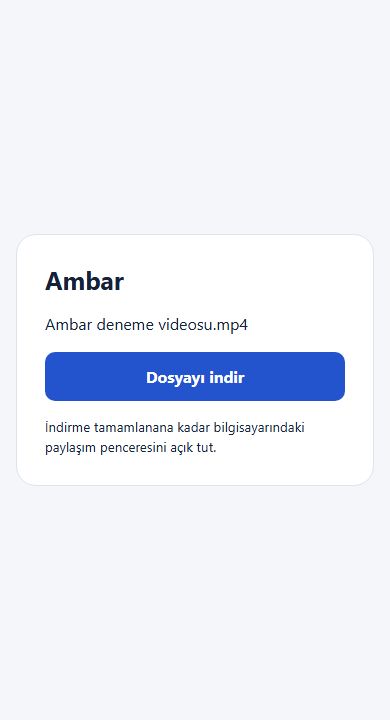 Ambar
Ambar deneme videosu.mp4
Dosyayı indir
İndirme tamamlanana kadar bilgisayarındaki
paylaşım penceresini açık tut.